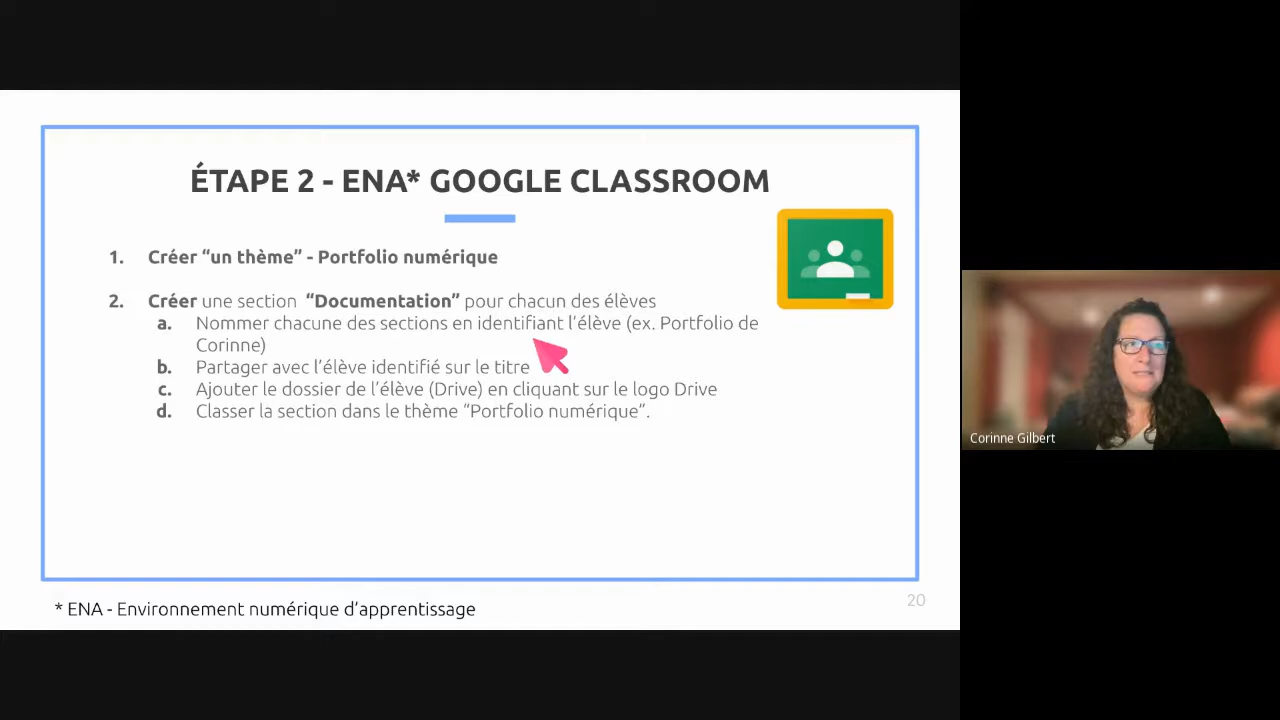 ÉTAPE 2 - ENA* GOOGLE CLASSROOM
1. Créer “un thème” - Portfolio numérique
2. Créer une section “Documentation” pour chacun des élèves
a. Nommer chacune des sections en identifiant l’élève (ex. Portfolio de
Corinne)
b. Partager avec l’élève identifié sur le titre
c. Ajouter le dossier de l’élève (Drive) en cliquant sur le logo Drive
d. Classer la section dans le thème “Portfolio numérique”.
* ENA - Environnement numérique d’apprentissage
20
Corinne Gilbert